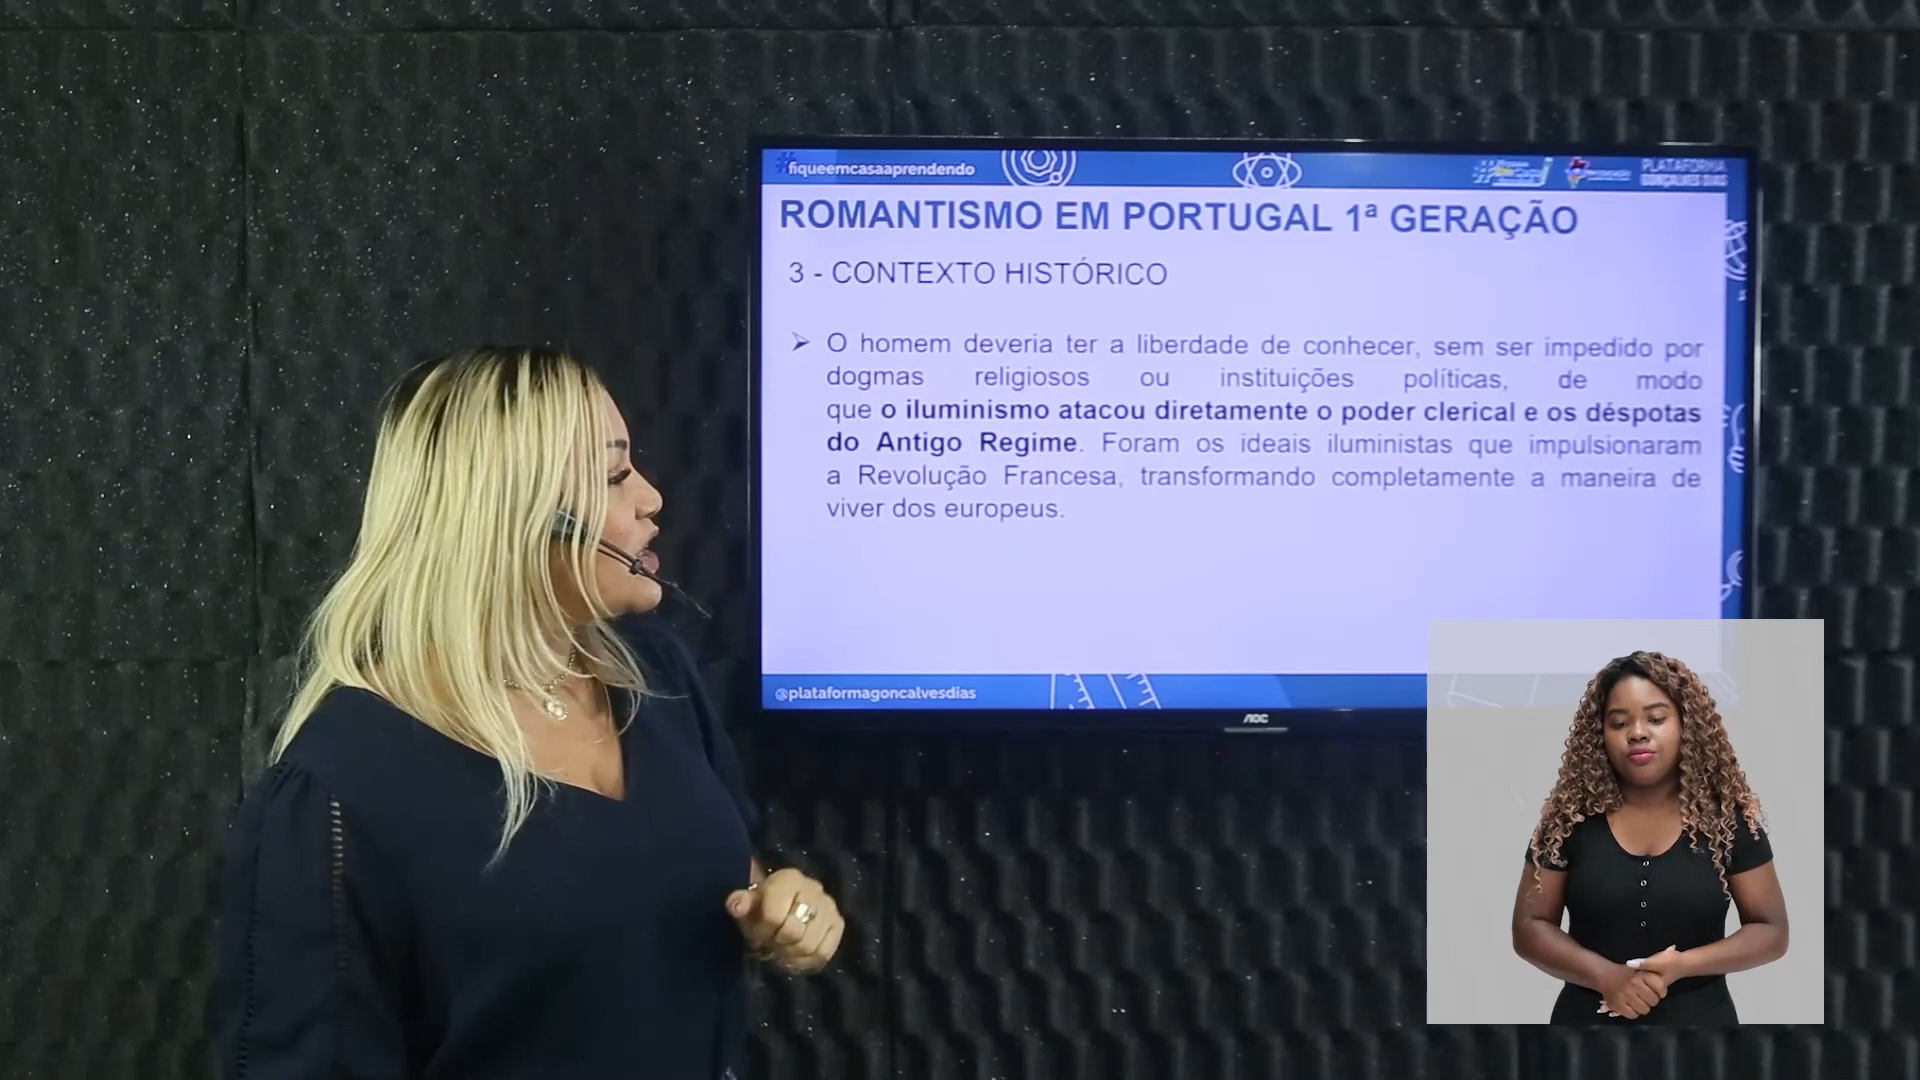 #fiqueemcasaaprendendo
PLATAFORMA
GONÇALVES DIAS
ROMANTISMO EM PORTUGAL 1ª GERAÇÃO
3 - CONTEXTO HISTÓRICO
➢ O homem deveria ter a liberdade de conhecer, sem ser impedido por
dogmas religiosos ou instituições políticas, de modo
que o iluminismo atacou diretamente o poder clerical e os déspotas
do Antigo Regime. Foram os ideais iluministas que impulsionaram
a Revolução Francesa, transformando completamente a maneira de
viver dos europeus.
@plataformagoncalvesdias
AOC